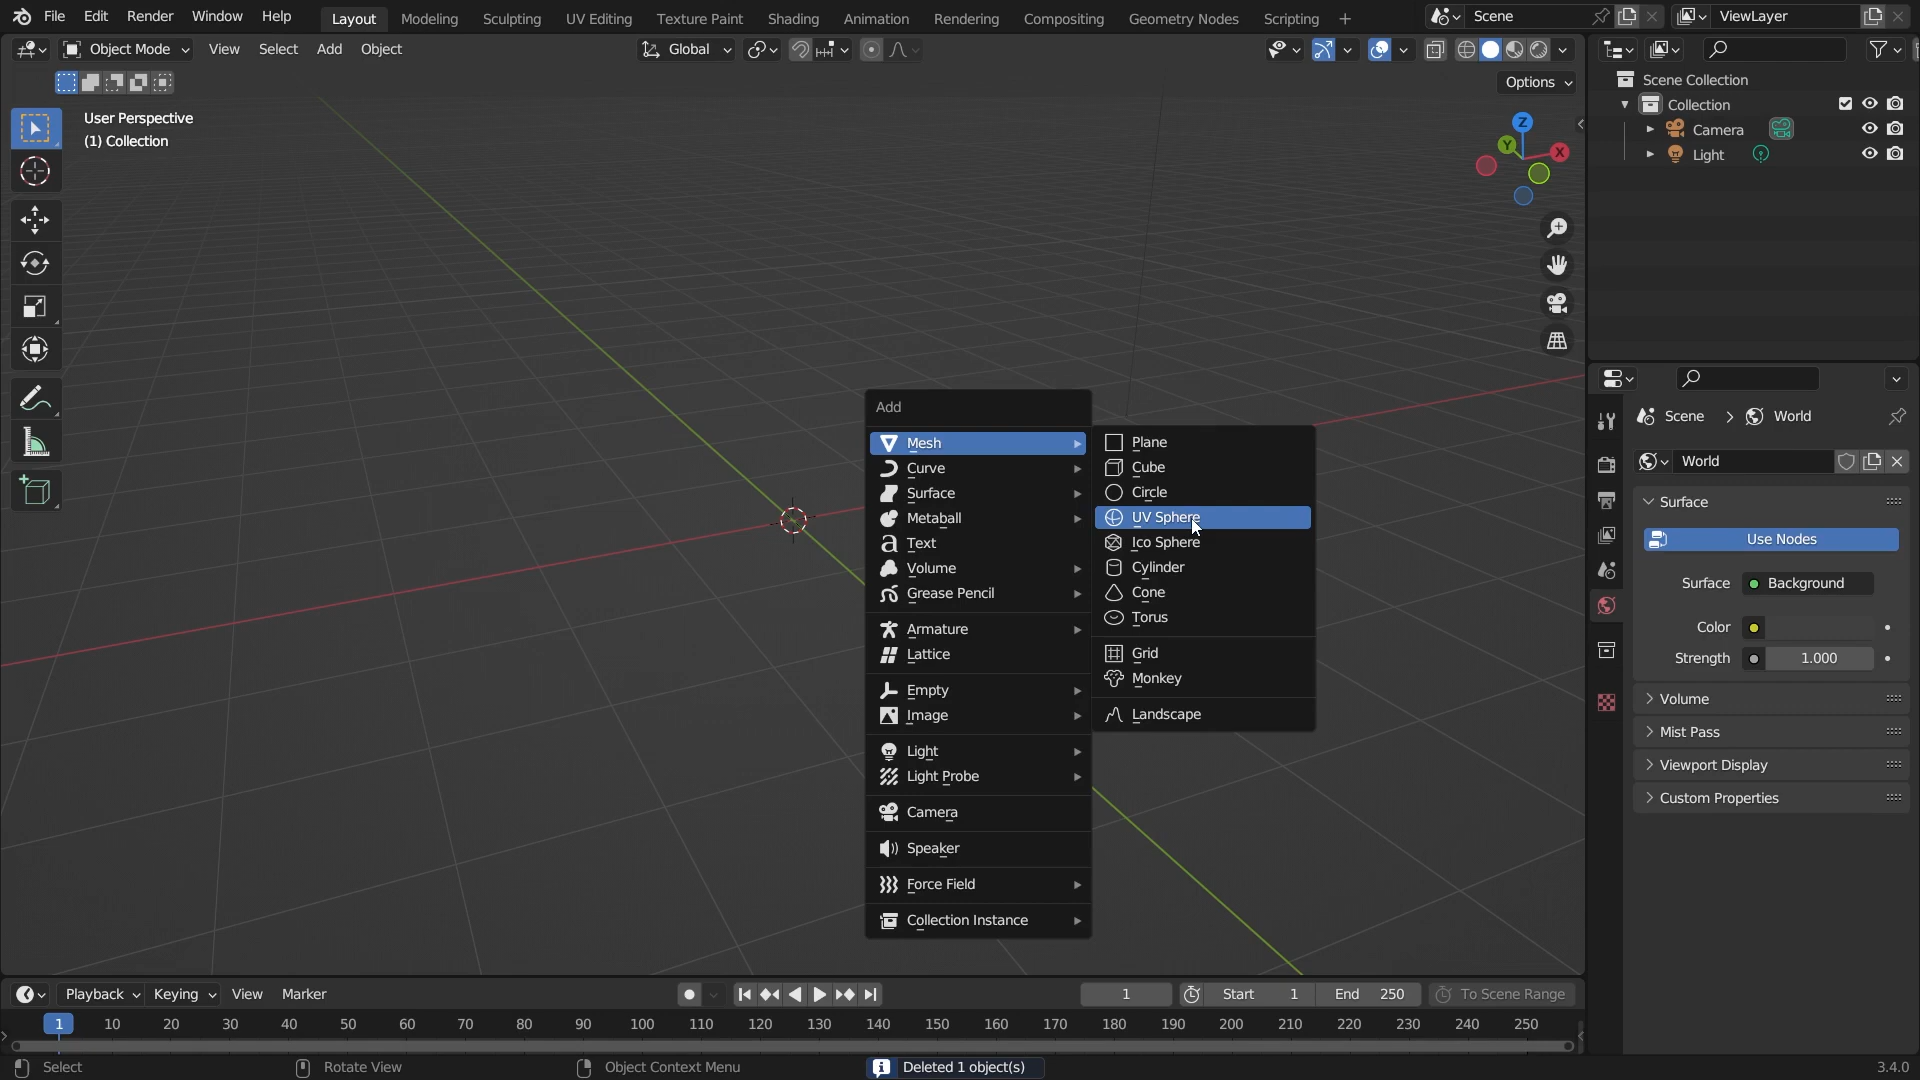 File Edit Render Window Help Layout Modeling Sculpting UV Editing Texture Paint Shading Animation Rendering Compositing Geometry Nodes Scripting + Scene ViewLayer
Object Mode View Select Add Object Global
Options
User Perspective
(1) Collection
Z
Y
X
Scene Collection
Collection
Camera
Light
Add
Mesh
Curve
Surface
Metaball
Text
Volume
Grease Pencil
Armature
Lattice
Empty
Image
Light
Light Probe
Camera
Speaker
Force Field
Collection Instance
Plane
Cube
Circle
UV Sphere
Ico Sphere
Cylinder
Cone
Torus
Grid
Monkey
Landscape
Scene > World
World
Surface
Use Nodes
Surface Background
Color
Strength 1.000
Volume
Mist Pass
Viewport Display
Custom Properties
Playback Keying View Marker 1 Start 1 End 250 To Scene Range
1 10 20 30 40 50 60 70 80 90 100 110 120 130 140 150 160 170 180 190 200 210 220 230 240 250
Select Rotate View Object Context Menu Deleted 1 object(s) 3.4.0